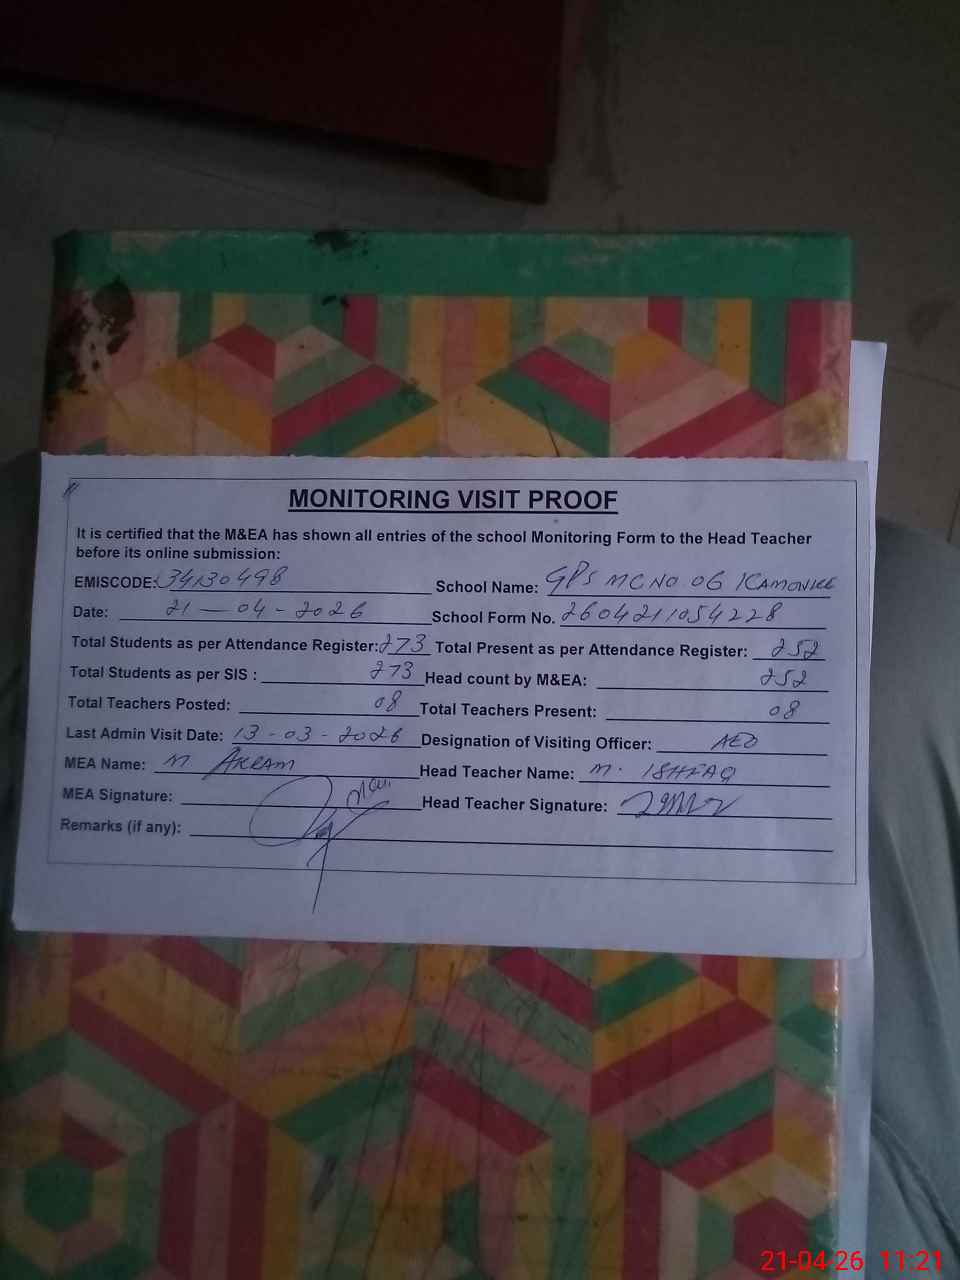 MONITORING VISIT PROOF
It is certified that the M&EA has shown all entries of the school Monitoring Form to the Head Teacher
before its online submission:
EMISCODE: 34130498 School Name: GPS MC NO. 06 KAMONKE
Date: 21-04-2026 School Form No. 2604211054228
Total Students as per Attendance Register: 273 Total Present as per Attendance Register: 252
Total Students as per SIS : 273 Head count by M&EA: 252
Total Teachers Posted: 08 Total Teachers Present: 08
Last Admin Visit Date: 13-03-2026 Designation of Visiting Officer: AEO
MEA Name: M AKRAM Head Teacher Name: M. ISHFAQ
MEA Signature: Head Teacher Signature:
Remarks (if any):
21-04-26 11:21